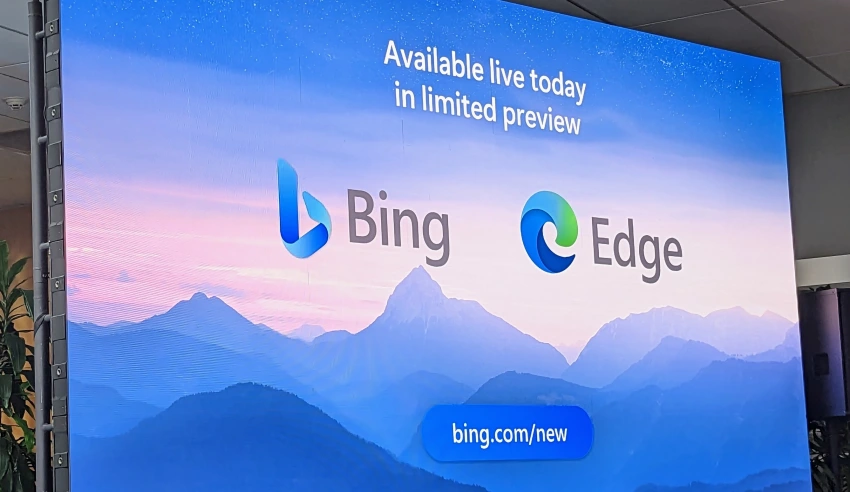 Available live today
in limited preview
Bing
Edge
bing.com/new